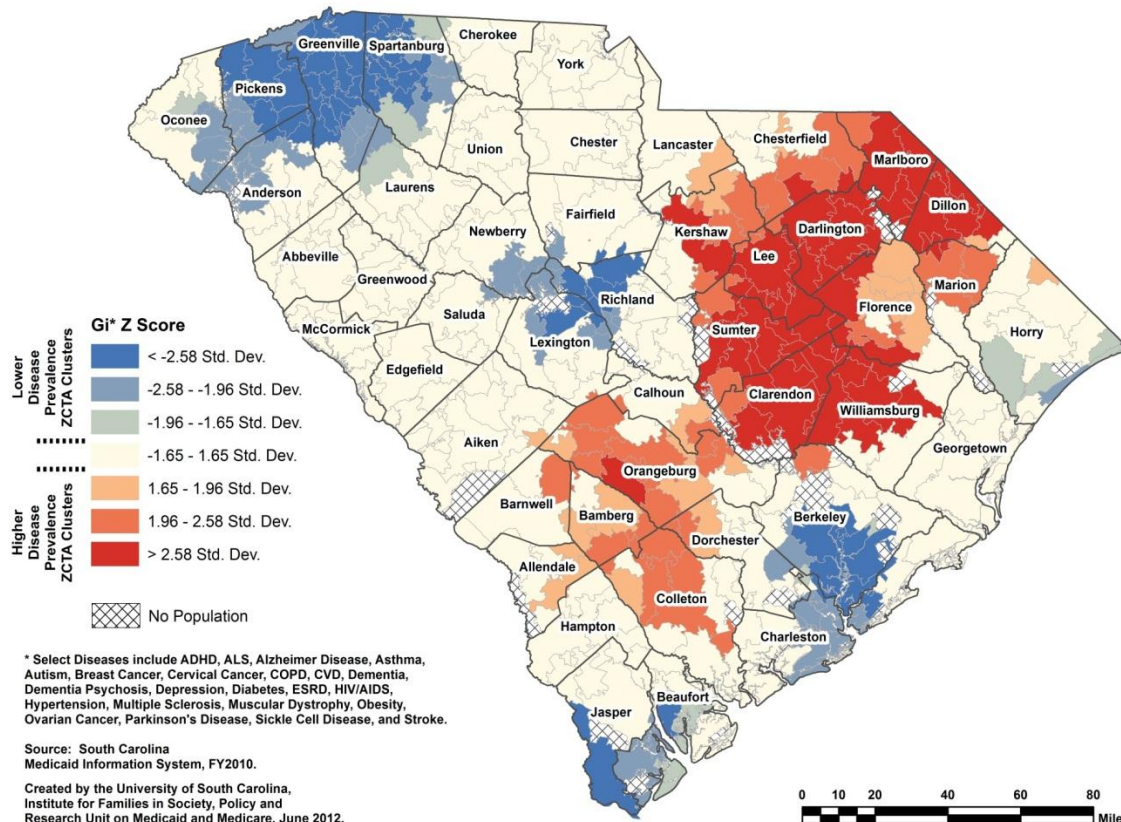 Cherokee
Greenville
Spartanburg
York
Pickens
Oconee
Chester
Lancaster
Chesterfield
Union
Marlboro
Anderson
Laurens
Dillon
Fairfield
Newberry
Kershaw
Darlington
Lee
Abbeville
Greenwood
Richland
Marion
Saluda
Florence
McCormick
Sumter
Horry
Lexington
Edgefield
Calhoun
Clarendon
Williamsburg
Aiken
Georgetown
Orangeburg
Barnwell
Bamberg
Berkeley
Dorchester
Allendale
Colleton
Hampton
Charleston
Beaufort
Jasper
Gi* Z Score
Lower
Disease
Prevalence
ZCTA Clusters
< -2.58 Std. Dev.
-2.58 - -1.96 Std. Dev.
-1.96 - -1.65 Std. Dev.
-1.65 - 1.65 Std. Dev.
Higher
Disease
Prevalence
ZCTA Clusters
1.65 - 1.96 Std. Dev.
1.96 - 2.58 Std. Dev.
> 2.58 Std. Dev.
No Population
* Select Diseases include ADHD, ALS, Alzheimer Disease, Asthma,
Autism, Breast Cancer, Cervical Cancer, COPD, CVD, Dementia,
Dementia Psychosis, Depression, Diabetes, ESRD, HIV/AIDS,
Hypertension, Multiple Sclerosis, Muscular Dystrophy, Obesity,
Ovarian Cancer, Parkinson's Disease, Sickle Cell Disease, and Stroke.
Source: South Carolina
Medicaid Information System, FY2010.
Created by the University of South Carolina,
Institute for Families in Society, Policy and
Research Unit on Medicaid and Medicare, June 2012.
0 20 40 60 80
Mile